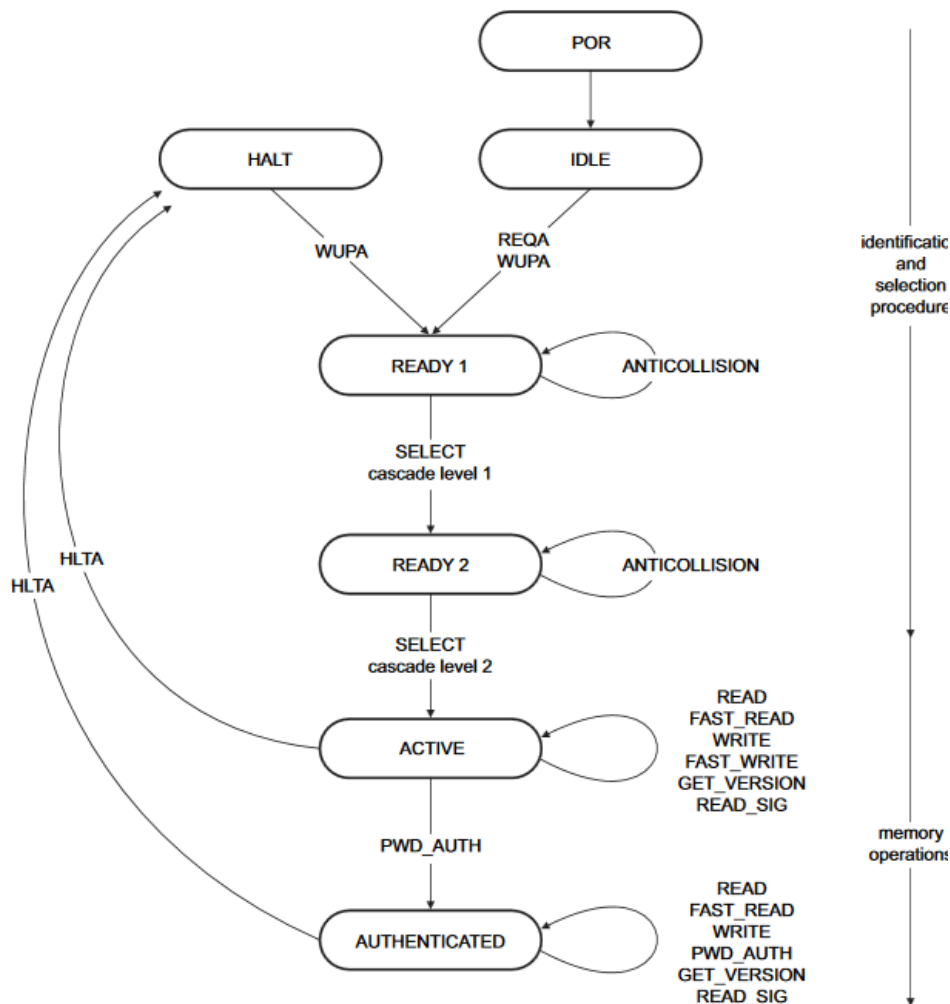 POR
HALT
IDLE
WUPA
REQA
WUPA
identificatio
and
selection
procedure
READY 1
ANTICOLLISION
SELECT
cascade level 1
HLTA
HLTA
READY 2
ANTICOLLISION
SELECT
cascade level 2
ACTIVE
READ
FAST_READ
WRITE
FAST_WRITE
GET_VERSION
READ_SIG
PWD_AUTH
memory
operations
AUTHENTICATED
READ
FAST_READ
WRITE
PWD_AUTH
GET_VERSION
READ_SIG